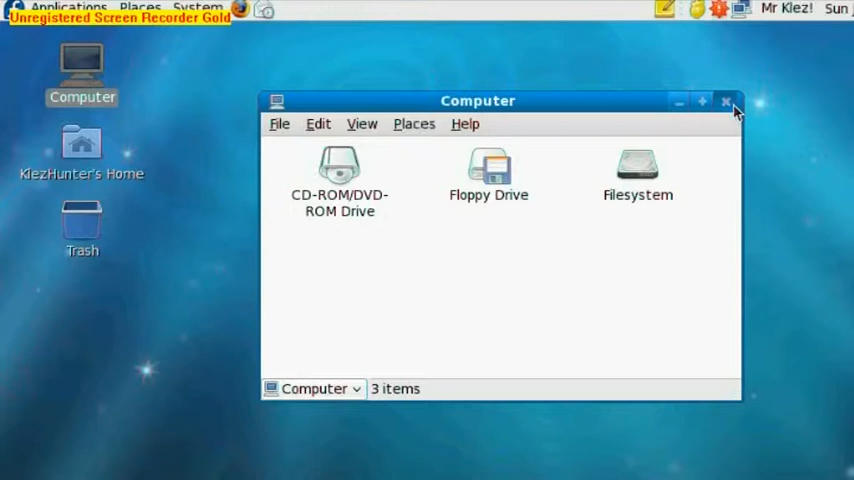 Applications Places System Mr Klez! Sun
Unregistered Screen Recorder Gold
Computer
KlezHunter's Home
Trash
Computer
File Edit View Places Help
CD-ROM/DVD-
ROM Drive
Floppy Drive
Filesystem
Computer 3 items